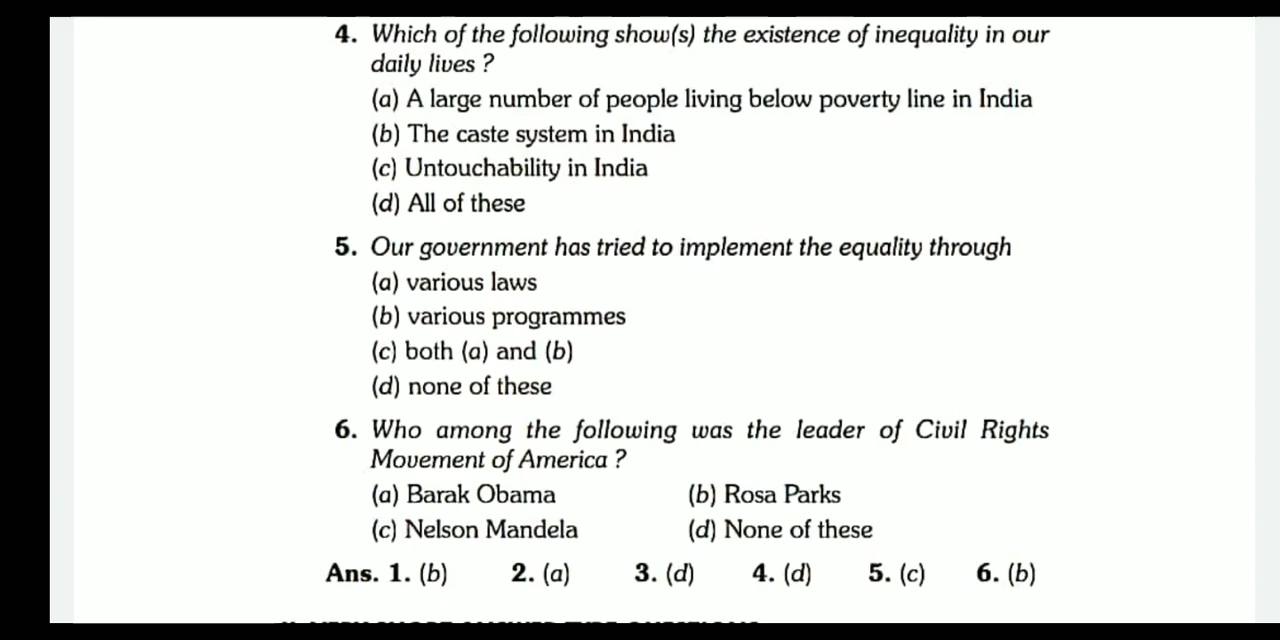 4. Which of the following show(s) the existence of inequality in our
daily lives ?
(a) A large number of people living below poverty line in India
(b) The caste system in India
(c) Untouchability in India
(d) All of these
5. Our government has tried to implement the equality through
(a) various laws
(b) various programmes
(c) both (a) and (b)
(d) none of these
6. Who among the following was the leader of Civil Rights
Movement of America ?
(a) Barak Obama (b) Rosa Parks
(c) Nelson Mandela (d) None of these
Ans. 1. (b) 2. (a) 3. (d) 4. (d) 5. (c) 6. (b)